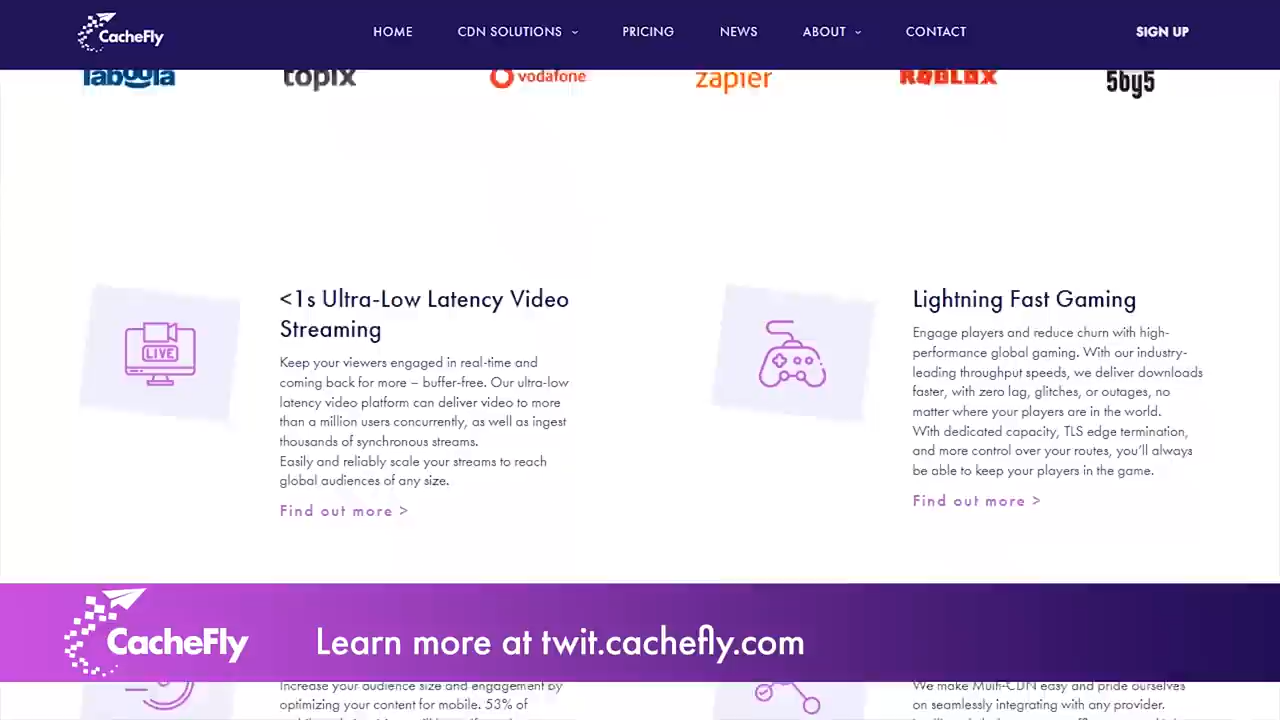 CacheFly
HOME
CDN SOLUTIONS
PRICING
NEWS
ABOUT
CONTACT
SIGN UP
Taboola
topix
vodafone
zapier
ROBLOX
5by5
LIVE
<1s Ultra-Low Latency Video
Streaming
Keep your viewers engaged in real-time and
coming back for more – buffer-free. Our ultra-low
latency video platform can deliver video to more
than a million users concurrently, as well as ingest
thousands of synchronous streams.
Easily and reliably scale your streams to reach
global audiences of any size.
Find out more >
Lightning Fast Gaming
Engage players and reduce churn with high-
performance global gaming. With our industry-
leading throughput speeds, we deliver downloads
faster, with zero lag, glitches, or outages, no
matter where your players are in the world.
With dedicated capacity, TLS edge termination,
and more control over your routes, you’ll always
be able to keep your players in the game.
Find out more >
CacheFly
Learn more at twit.cachefly.com
Increase your audience size and engagement by
optimizing your content for mobile. 53% of
We make Multi-CDN easy and pride ourselves
on seamlessly integrating with any provider.